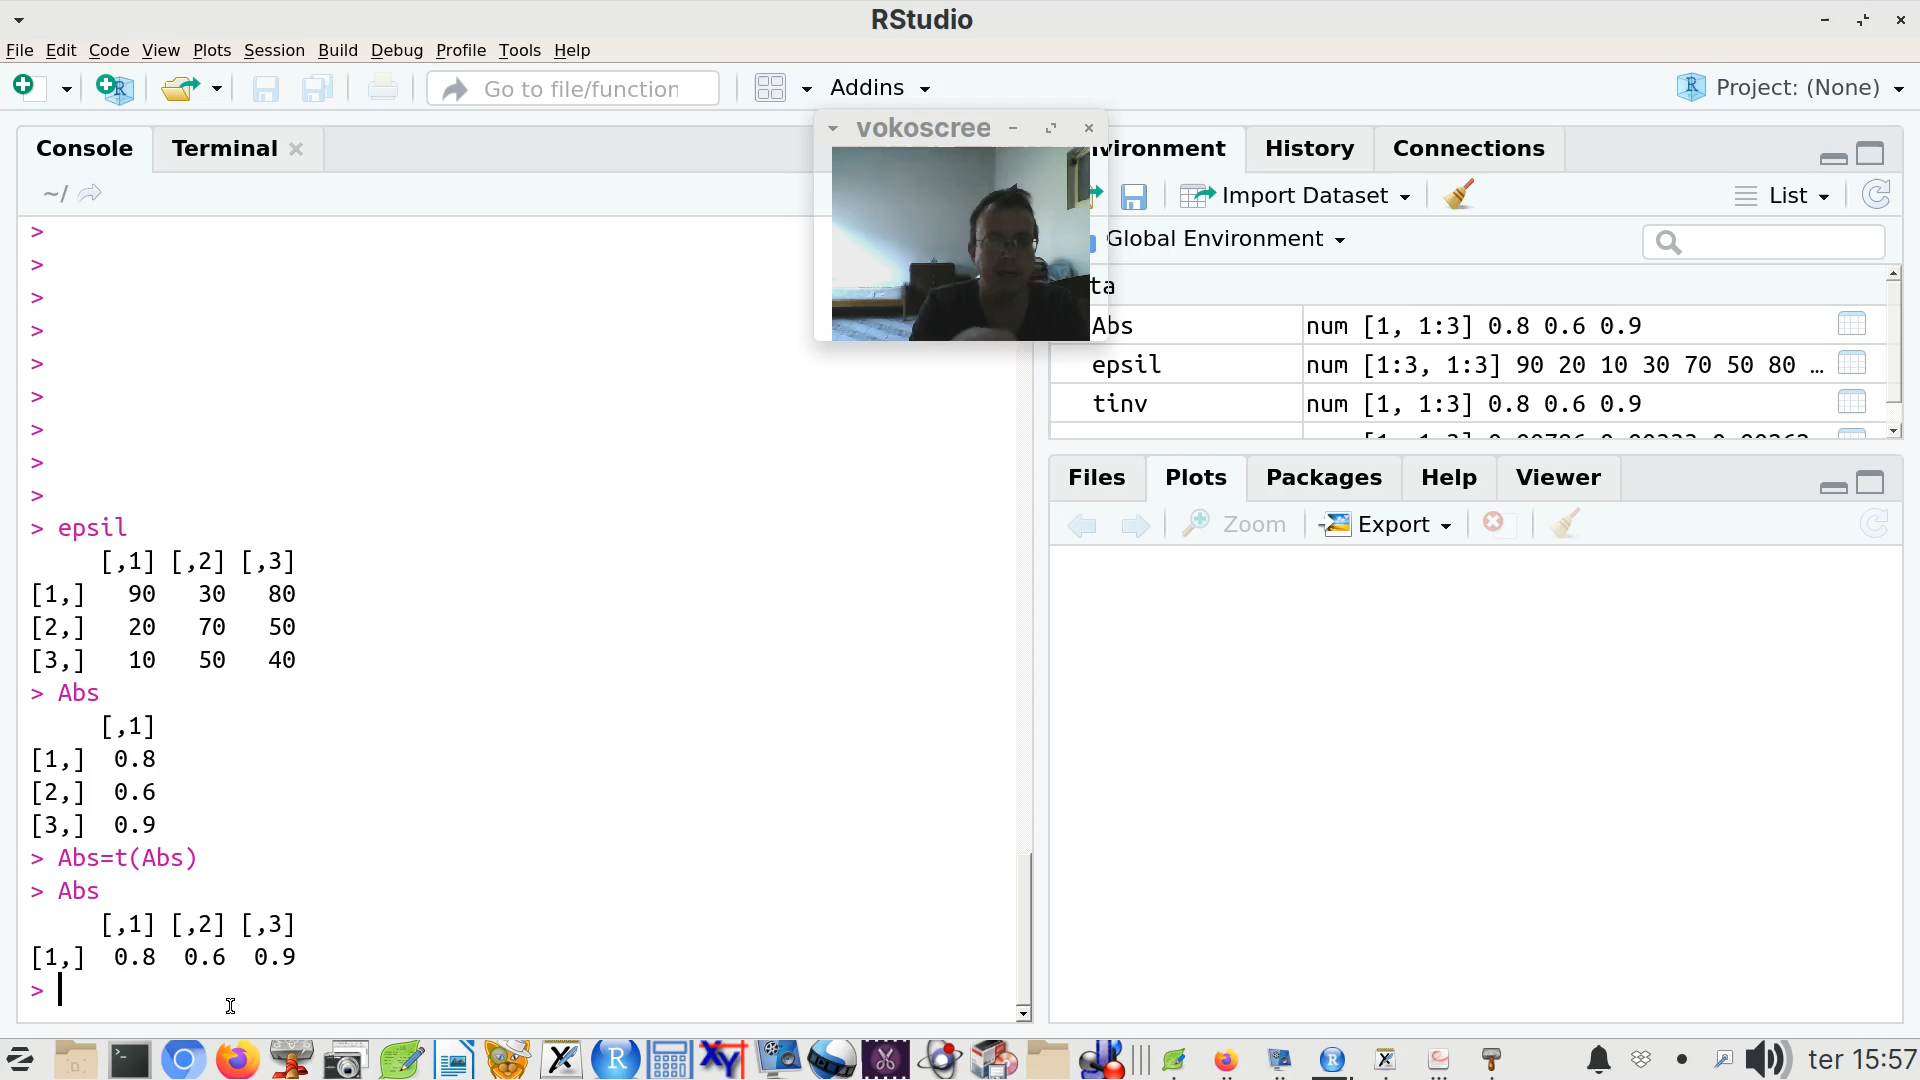 RStudio
File Edit Code View Plots Session Build Debug Profile Tools Help
Go to file/function
Addins
Project: (None)
Console Terminal
vokoscree
vironment History Connections
~/
Import Dataset
List
Global Environment
ta
Abs num [1, 1:3] 0.8 0.6 0.9
epsil num [1:3, 1:3] 90 20 10 30 70 50 80 …
tinv num [1, 1:3] 0.8 0.6 0.9
Files Plots Packages Help Viewer
Zoom Export
>
>
>
>
>
>
>
>
>
> epsil
[,1] [,2] [,3]
[1,] 90 30 80
[2,] 20 70 50
[3,] 10 50 40
> Abs
[,1]
[1,] 0.8
[2,] 0.6
[3,] 0.9
> Abs=t(Abs)
> Abs
[,1] [,2] [,3]
[1,] 0.8 0.6 0.9
>
ter 15:57